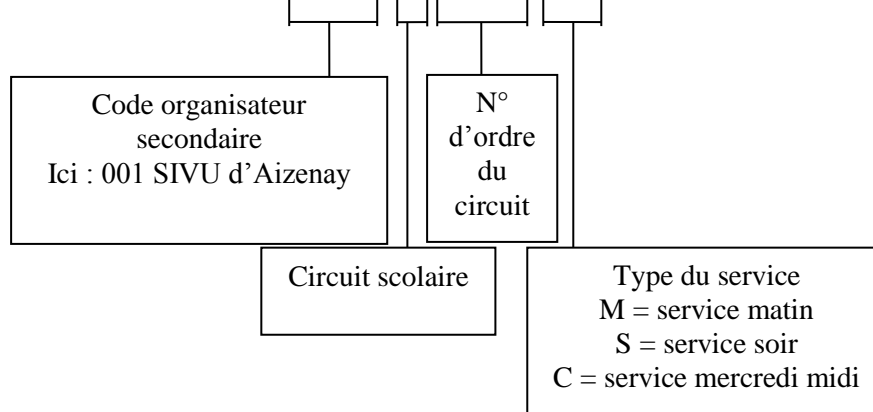 Code organisateur
secondaire
Ici : 001 SIVU d’Aizenay
N°
d’ordre
du
circuit
Circuit scolaire
Type du service
M = service matin
S = service soir
C = service mercredi midi